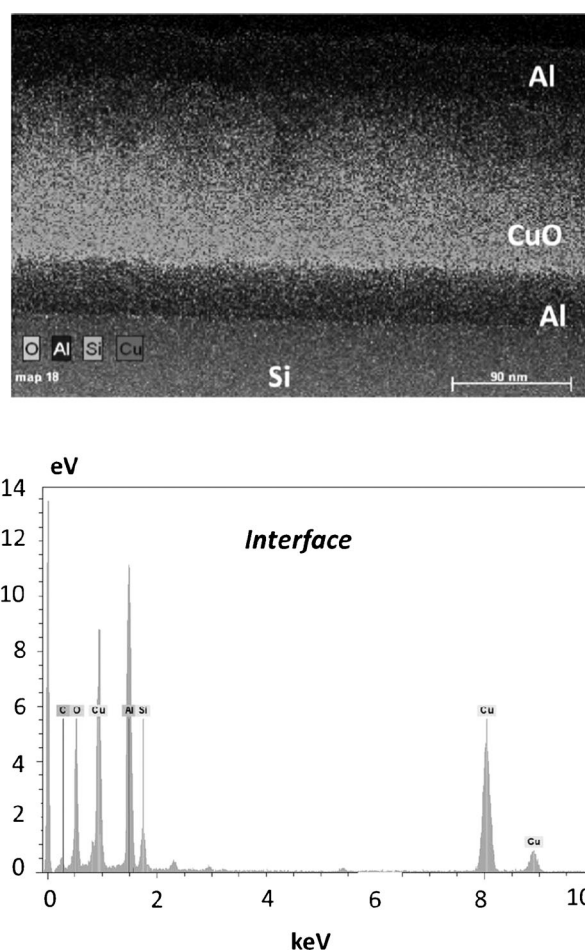 Al
CuO
Al
O Al Si Cu
map 18
Si
90 nm
eV
14
Interface
12
10
8
6
C O Cu Al Si Cu
4
2
Cu
0
0 2 4 6 8 10
keV